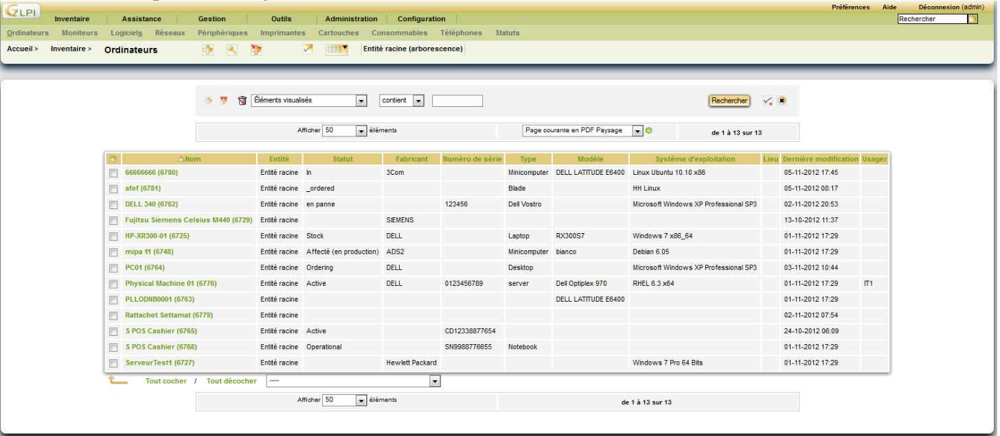 GLPI
Préférences Aide Déconnexion (admin)
Inventaire Assistance Gestion Outils Administration Configuration Rechercher
Ordinateurs Moniteurs Logiciels Réseaux Périphériques Imprimantes Cartouches Consommables Téléphones Statuts
Accueil > Inventaire > Ordinateurs Entité racine (arborescence)
Éléments visualisés contient Rechercher
Afficher 50 éléments Page courante en PDF Paysage de 1 à 13 sur 13
Nom Entité Statut Fabricant Numéro de série Type Modèle Système d'exploitation Lieu Dernière modification Usager
66666666 (6780) Entité racine In 3Com Minicomputer DELL LATITUDE E6400 Linux Ubuntu 10.10 x86 05-11-2012 17:45
afef (6781) Entité racine _ordered Blade HH Linux 05-11-2012 08:17
DELL 340 (6762) Entité racine en panne 123456 Dell Vostro Microsoft Windows XP Professional SP3 02-11-2012 20:53
Fujitsu Siemens Celsius M440 (6729) Entité racine SIEMENS 13-10-2012 11:37
HP-XR300-01 (6725) Entité racine Stock DELL Laptop RX300S7 Windows 7 x86_64 01-11-2012 17:29
mipa 11 (6748) Entité racine Affecté (en production) ADS2 Minicomputer bianco Debian 6.05 01-11-2012 17:29
PC01 (6764) Entité racine Ordering DELL Desktop Microsoft Windows XP Professional SP3 03-11-2012 10:44
Physical Machine 01 (6776) Entité racine Active DELL 0123456789 server Dell Optiplex 970 RHEL 6.3 x64 01-11-2012 17:29 IT1
PLLODNB0001 (6763) Entité racine DELL LATITUDE E6400 01-11-2012 17:29
Rattachet Settamat (6779) Entité racine 02-11-2012 07:54
S POS Cashier (6765) Entité racine Active CD12338877654 24-10-2012 06:09
S POS Cashier (6768) Entité racine Operational SN9988776655 Notebook 01-11-2012 17:29
ServeurTest1 (6727) Entité racine Hewlett Packard Windows 7 Pro 64 Bits 01-11-2012 17:29
Tout cocher / Tout décocher -----
Afficher 50 éléments de 1 à 13 sur 13